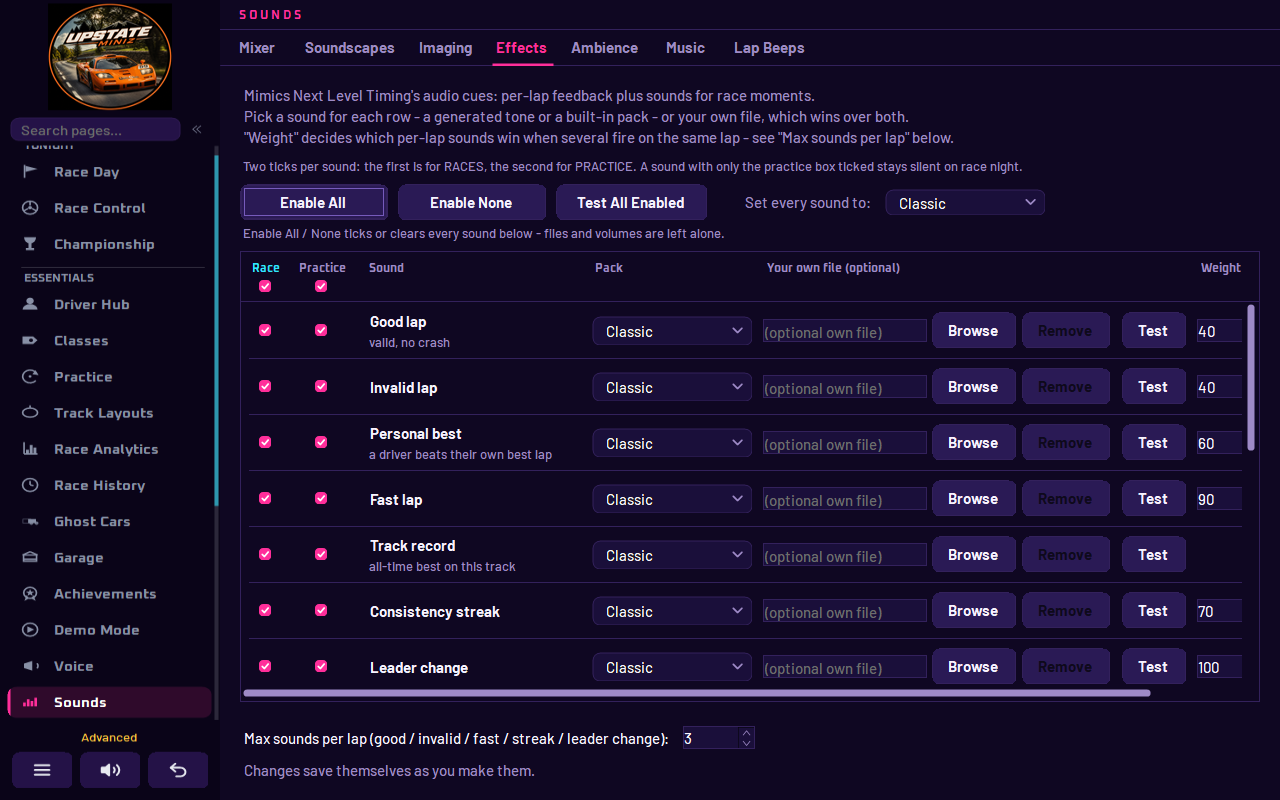 UPSTATE
MINIZ
Search pages...
TONIGHT
Race Day
Race Control
Championship
ESSENTIALS
Driver Hub
Classes
Practice
Track Layouts
Race Analytics
Race History
Ghost Cars
Garage
Achievements
Demo Mode
Voice
Sounds
Advanced
SOUNDS
Mixer Soundscapes Imaging Effects Ambience Music Lap Beeps
Mimics Next Level Timing's audio cues: per-lap feedback plus sounds for race moments.
Pick a sound for each row - a generated tone or a built-in pack - or your own file, which wins over both.
"Weight" decides which per-lap sounds win when several fire on the same lap - see "Max sounds per lap" below.
Two ticks per sound: the first is for RACES, the second for PRACTICE. A sound with only the practice box ticked stays silent on race night.
Enable All Enable None Test All Enabled Set every sound to: Classic
Enable All / None ticks or clears every sound below - files and volumes are left alone.
Race Practice Sound Pack Your own file (optional) Weight
Good lap Classic (optional own file) Browse Remove Test 40
valid, no crash
Invalid lap Classic (optional own file) Browse Remove Test 40
Personal best Classic (optional own file) Browse Remove Test 60
a driver beats their own best lap
Fast lap Classic (optional own file) Browse Remove Test 90
Track record Classic (optional own file) Browse Remove Test
all-time best on this track
Consistency streak Classic (optional own file) Browse Remove Test 70
Leader change Classic (optional own file) Browse Remove Test 100
Max sounds per lap (good / invalid / fast / streak / leader change): 3
Changes save themselves as you make them.